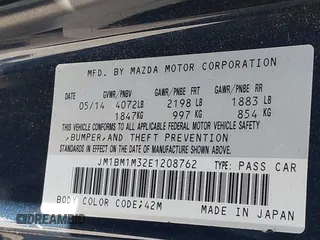 MFD. BY MAZDA MOTOR CORPORATION
GVWR/PNBV GAWR/PNBE FRT GAWR/PNBE RR
05/14 4072LB 2198 LB 1883 LB
1847KG 997 KG 854 KG
THIS VEHICLE CONFORMS TO ALL APPLICABLE
FEDERAL MOTOR VEHICLE SAFETY
,BUMPER, AND THEFT PREVENTION
STANDARDS IN EFFECT ON THE DATE
OF MANUFACTURE SHOWN ABOVE.
JM1BM1M32E1208762 TYPE: PASS CAR
BODY COLOR CODE:42M MADE IN JAPAN
DREAMBID